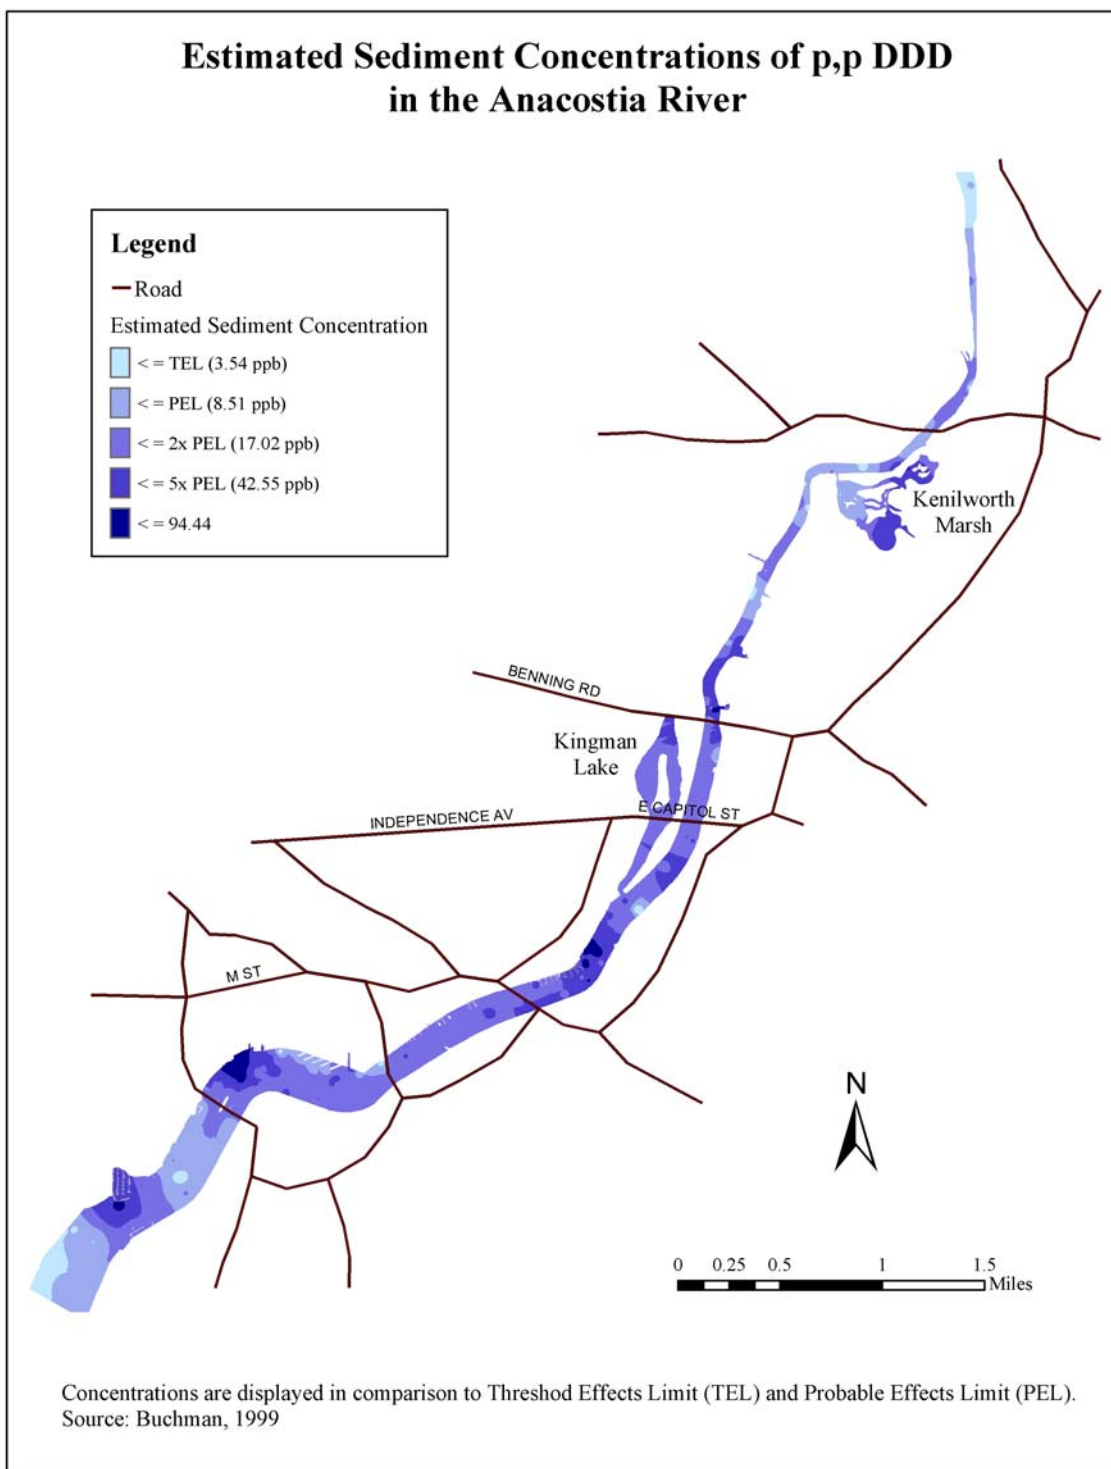 Estimated Sediment Concentrations of p,p DDD
in the Anacostia River
Legend
Road
Estimated Sediment Concentration
< = TEL (3.54 ppb)
< = PEL (8.51 ppb)
< = 2x PEL (17.02 ppb)
< = 5x PEL (42.55 ppb)
< = 94.44
Kenilworth
Marsh
BENNING RD
Kingman
Lake
E CAPITOL ST
INDEPENDENCE AV
M ST
N
0 0.25 0.5 1 1.5
Miles
Concentrations are displayed in comparison to Threshod Effects Limit (TEL) and Probable Effects Limit (PEL).
Source: Buchman, 1999